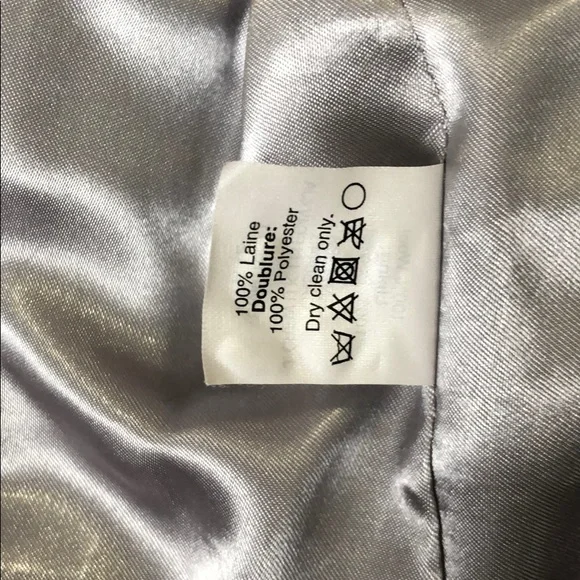 100% Laine
Doublure:
100% Polyester
Dry clean only.